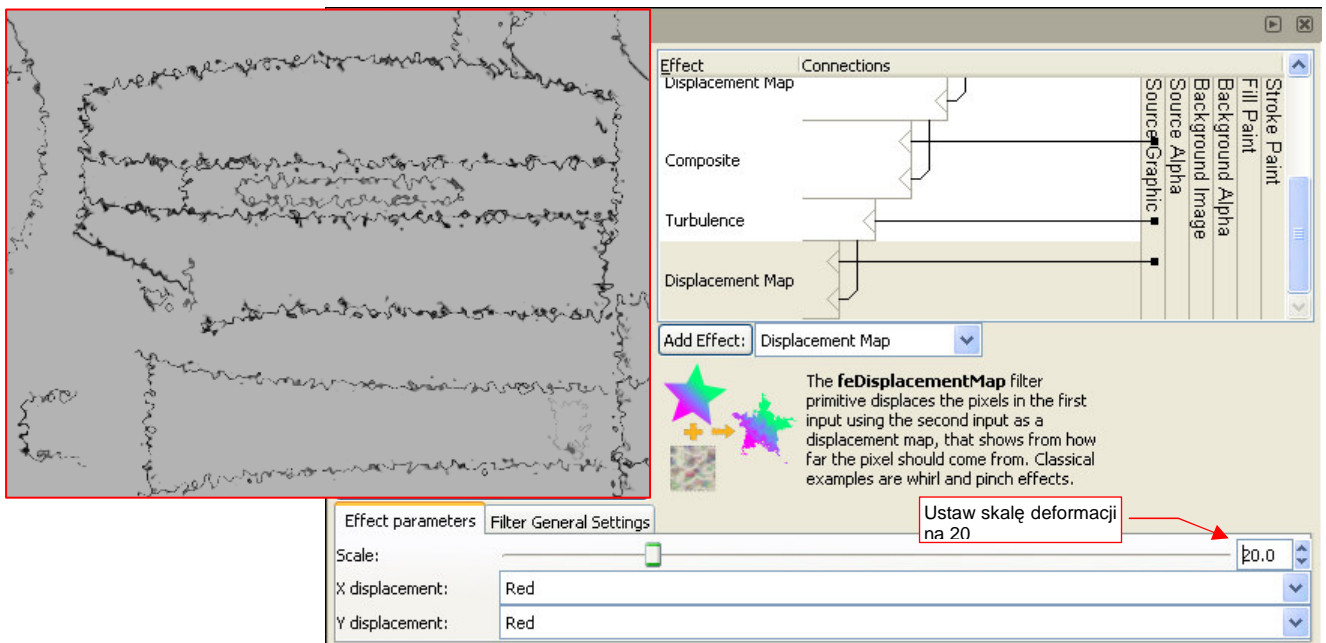 Effect
Connections
Displacement Map
Composite
Turbulence
Displacement Map
Source Graphic
Source Alpha
Background Image
Background Alpha
Fill Paint
Stroke Paint
Add Effect:
Displacement Map
The feDisplacementMap filter
primitive displaces the pixels in the first
input using the second input as a
displacement map, that shows from how
far the pixel should come from. Classical
examples are whirl and pinch effects.
Ustaw skalę deformacji
na 20
Effect parameters
Filter General Settings
Scale:
20.0
X displacement:
Red
Y displacement:
Red